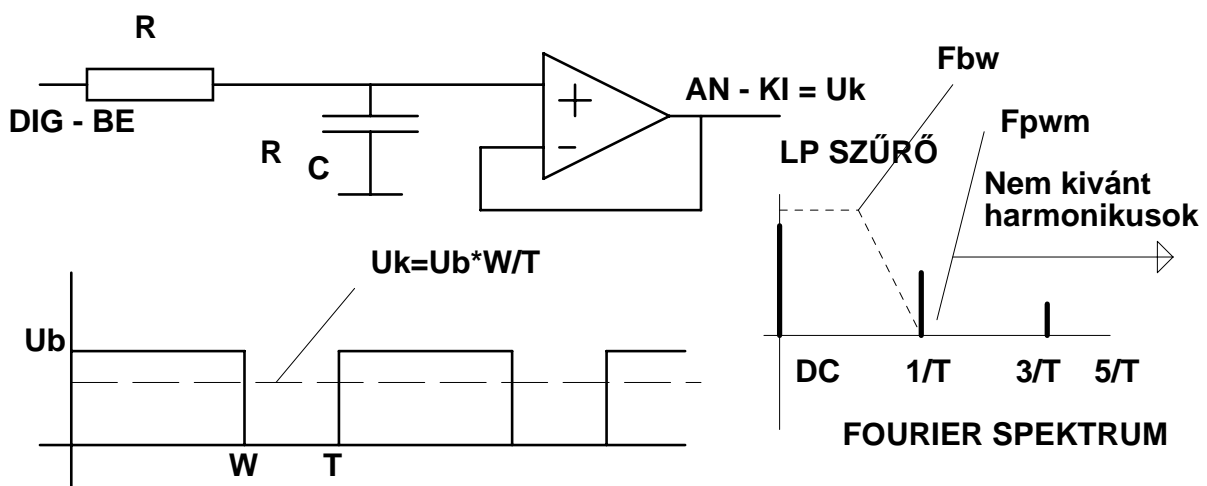 R
DIG - BE
R
C
+
−
AN - KI = Uk
LP SZŰRŐ
Fbw
Fpwm
Nem kivánt
harmonikusok
Uk=Ub*W/T
Ub
W
T
DC
1/T
3/T
5/T
FOURIER SPEKTRUM